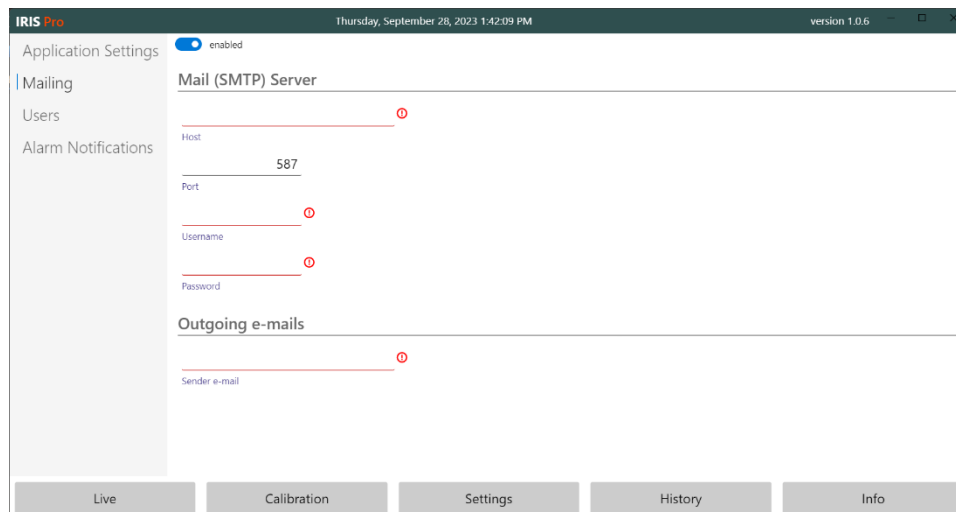 IRIS Pro Thursday, September 28, 2023 1:42:09 PM version 1.0.6
Application Settings
Mailing
Users
Alarm Notifications
enabled
Mail (SMTP) Server
Host
587
Port
Username
Password
Outgoing e-mails
Sender e-mail
Live Calibration Settings History Info